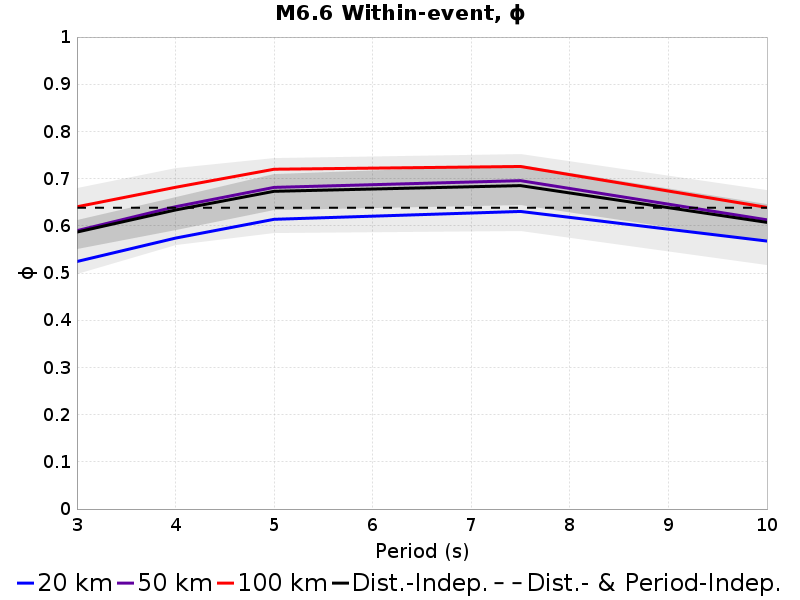 M6.6 Within-event, ϕ
1
0.9
0.8
0.7
0.6
0.5
0.4
0.3
0.2
0.1
0
ϕ
3 4 5 6 7 8 9 10
Period (s)
20 km 50 km 100 km Dist.-Indep. Dist.- & Period-Indep.